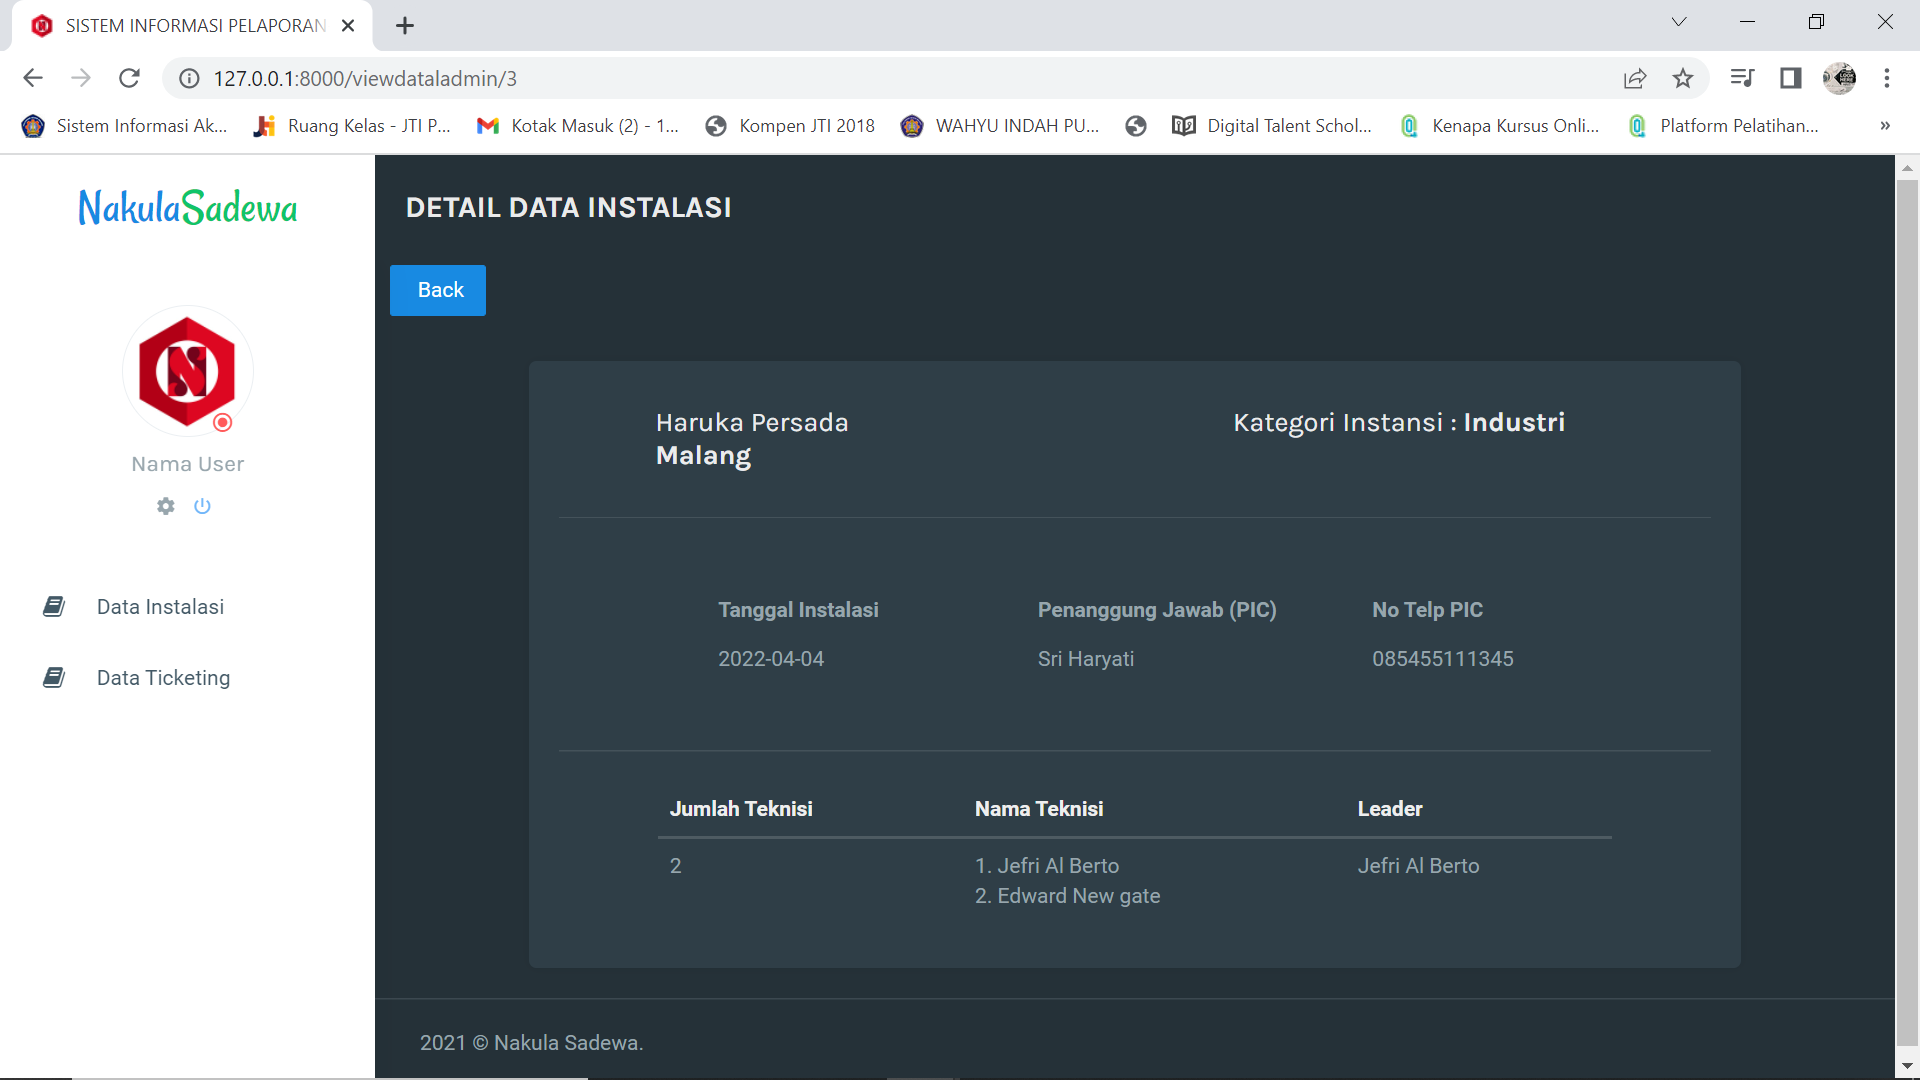 SISTEM INFORMASI PELAPORAN
127.0.0.1:8000/viewdataladmin/3
Sistem Informasi Ak...
Ruang Kelas - JTI P...
Kotak Masuk (2) - 1...
Kompen JTI 2018
WAHYU INDAH PU...
Digital Talent Schol...
Kenapa Kursus Onli...
Platform Pelatihan...
»
NakulaSadewa
Nama User
Data Instalasi
Data Ticketing
DETAIL DATA INSTALASI
Back
Haruka Persada
Malang
Kategori Instansi : Industri
Tanggal Instalasi Penanggung Jawab (PIC) No Telp PIC
2022-04-04 Sri Haryati 085455111345
Jumlah Teknisi Nama Teknisi Leader
2 1. Jefri Al Berto Jefri Al Berto
2. Edward New gate
2021 © Nakula Sadewa.